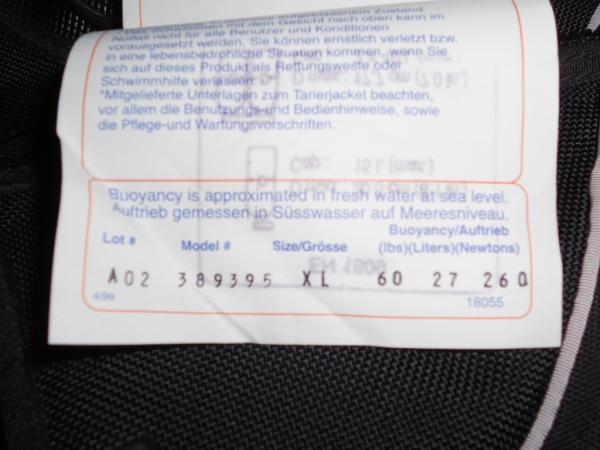 Notfall nicht für alle Benutzer und Konditionen
vorausgesetzt werden. Sie können ernstlich verletzt bzw.
in eine lebensbedrohliche Situation kommen, wenn Sie
sich auf dieses Produkt als Rettungsweste oder
Schwimmhilfe verlassen.
*Mitgelieferte Unterlagen zum Tarierjacket beachten,
vor allem die Benutzungs-und Bedienhinweise, sowie
die Pflege-und Wartungsvorschriften.
Buoyancy is approximated in fresh water at sea level.
Auftrieb gemessen in Süsswasser auf Meeresniveau.
Buoyancy/Auftrieb
Lot # Model # Size/Grösse (lbs)(Liters)(Newtons)
A02 389395 XL 60 27 260
4/99 18055